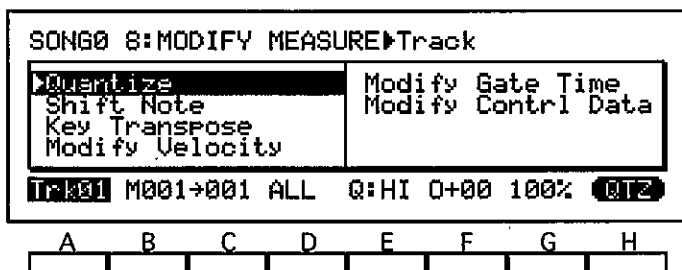 SONG0 8:MODIFY MEASURE▶Track
▶Quantize
Shift Note
Key Transpose
Modify Velocity
Modify Gate Time
Modify Contrl Data
Trk01 M001→001 ALL Q:HI O+00 100% QTZ
A B C D E F G H